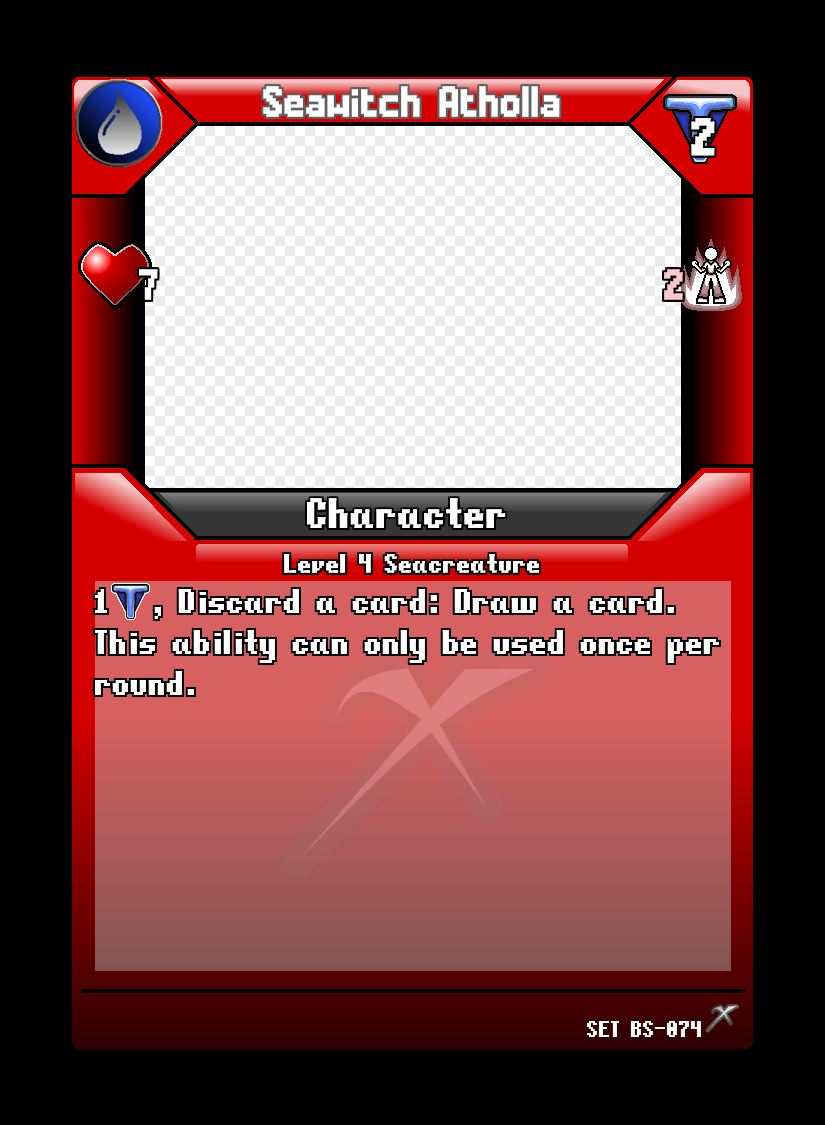 Seawitch Atholla
2
7
2
Character
Level 4 Seacreature
1T, Discard a card: Draw a card.
This ability can only be used once per
round.
SET BS-074